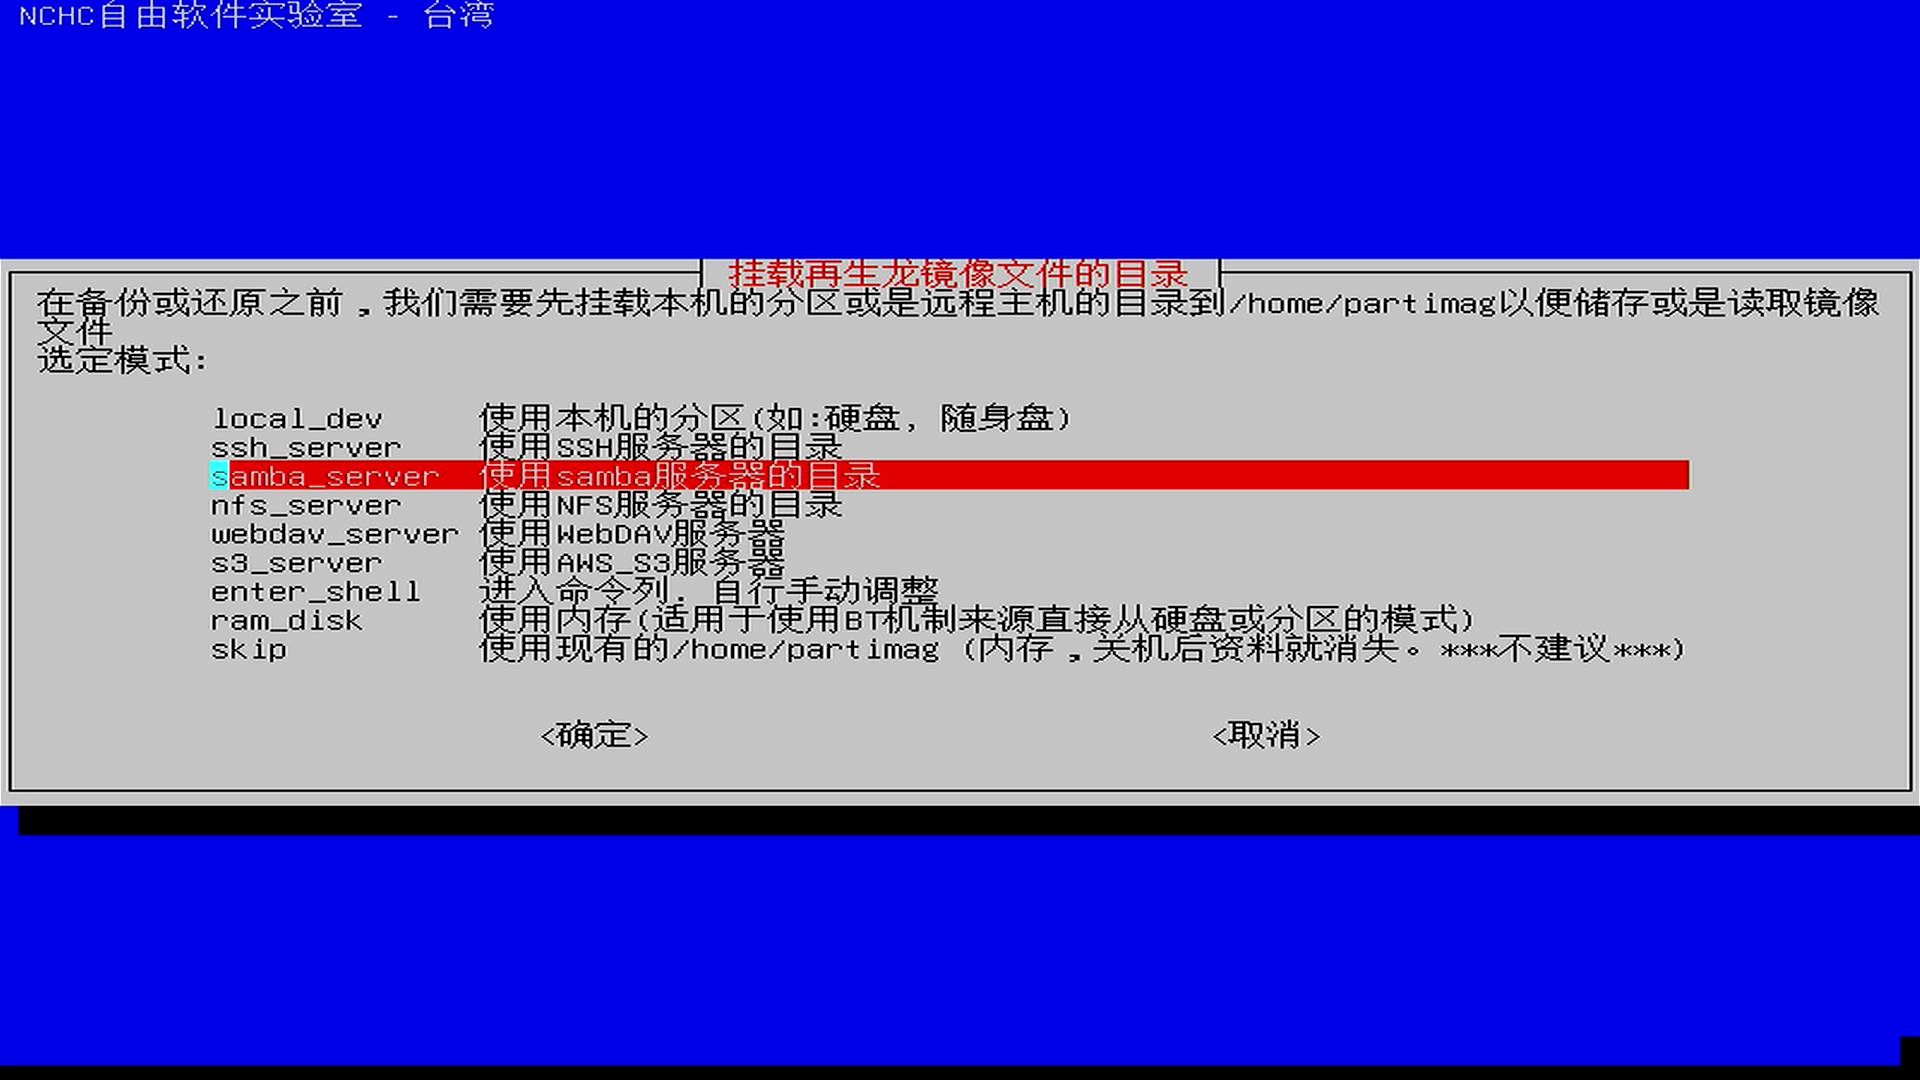 NCHC自由软件实验室 - 台湾
挂载再生龙镜像文件的目录
在备份或还原之前，我们需要先挂载本机的分区或是远程主机的目录到/home/partimag以便储存或是读取镜像
文件
选定模式:
local_dev 使用本机的分区(如:硬盘, 随身盘)
ssh_server 使用SSH服务器的目录
samba_server 使用samba服务器的目录
nfs_server 使用NFS服务器的目录
webdav_server 使用WebDAV服务器
s3_server 使用AWS_S3服务器
enter_shell 进入命令列. 自行手动调整
ram_disk 使用内存(适用于使用BT机制来源直接从硬盘或分区的模式)
skip 使用现有的/home/partimag (内存，关机后资料就消失。***不建议***)
<确定> <取消>